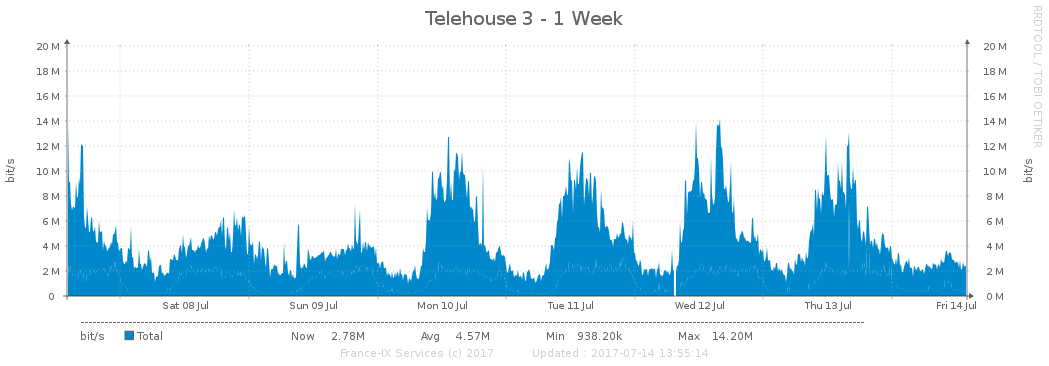 Telehouse 3 - 1 Week
RRDTOOL / TOBI OETIKER
bit/s
20 M 20 M
18 M 18 M
16 M 16 M
14 M 14 M
12 M 12 M
10 M 10 M
8 M 8 M
6 M 6 M
4 M 4 M
2 M 2 M
0 0 M
bit/s
Sat 08 Jul Sun 09 Jul Mon 10 Jul Tue 11 Jul Wed 12 Jul Thu 13 Jul Fri 14 Jul
bit/s Total Now 2.78M Avg 4.57M Min 938.20k Max 14.20M
France-IX Services (c) 2017 Updated : 2017-07-14 13:55:14